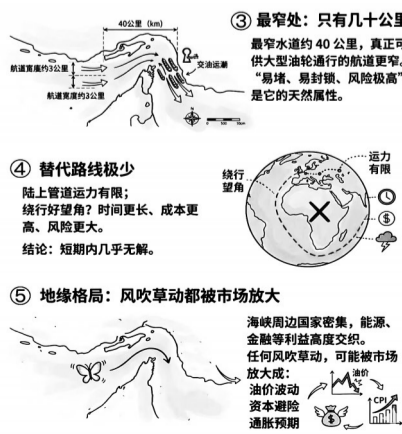 ③ 最窄处：只有几十公里
40公里（km）
最窄水道约 40 公里，真正可
供大型油轮通行的航道更窄。
“易堵、易封锁、风险极高”
是它的天然属性。
航道宽度约3公里
航道宽度约3公里
交油运潮
④ 替代路线极少
陆上管道运力有限；
绕行好望角？时间更长、成本更
高、风险更大。
结论：短期内几乎无解。
绕行
望角
运力
有限
$
⑤ 地缘格局：风吹草动都被市场放大
海峡周边国家密集，能源、
金融等利益高度交织。
任何风吹草动，可能被市场
放大成：
油价波动
资本避险
通胀预期
油价
CPI
$